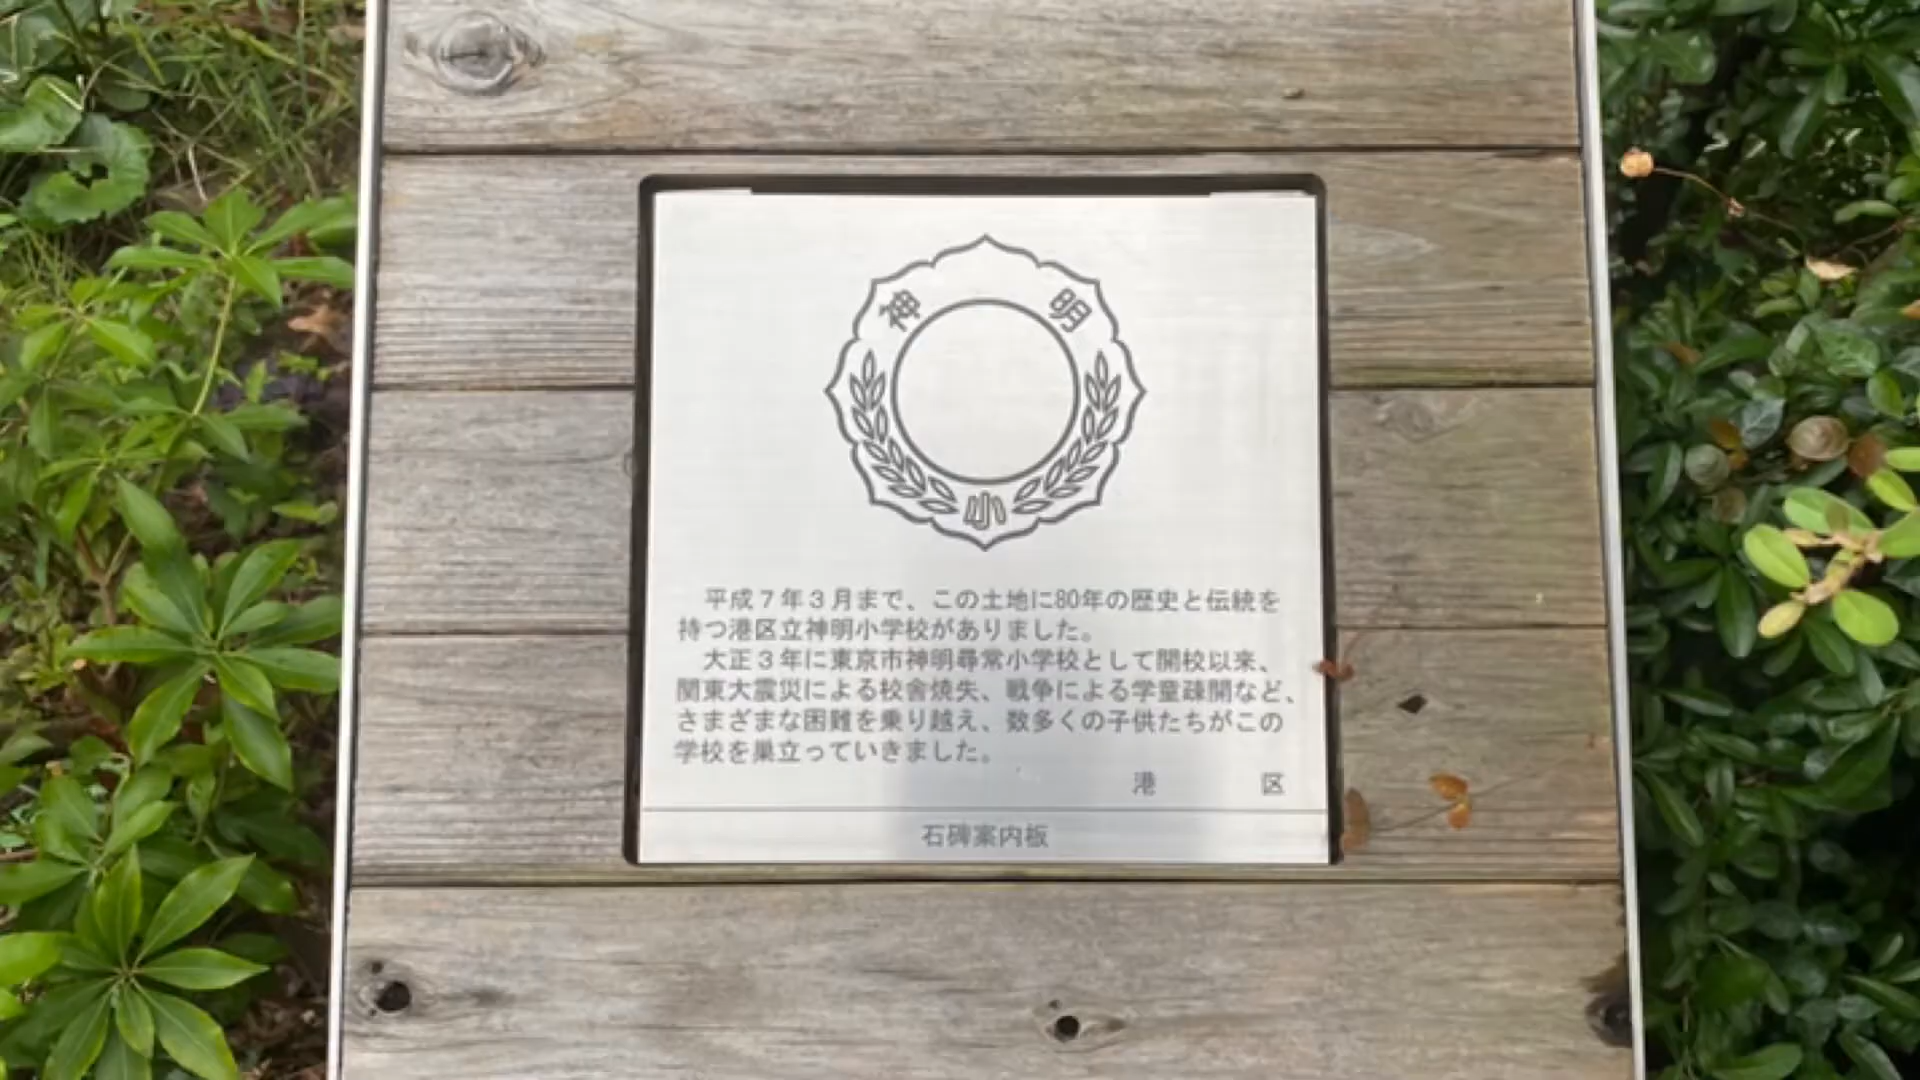 神 明
小
平成７年３月まで、この土地に80年の歴史と伝統を
持つ港区立神明小学校がありました。
大正３年に東京市神明尋常小学校として開校以来、
関東大震災による校舎焼失、戦争による学童疎開など、
さまざまな困難を乗り越え、数多くの子供たちがこの
学校を巣立っていきました。
港 区
石碑案内板